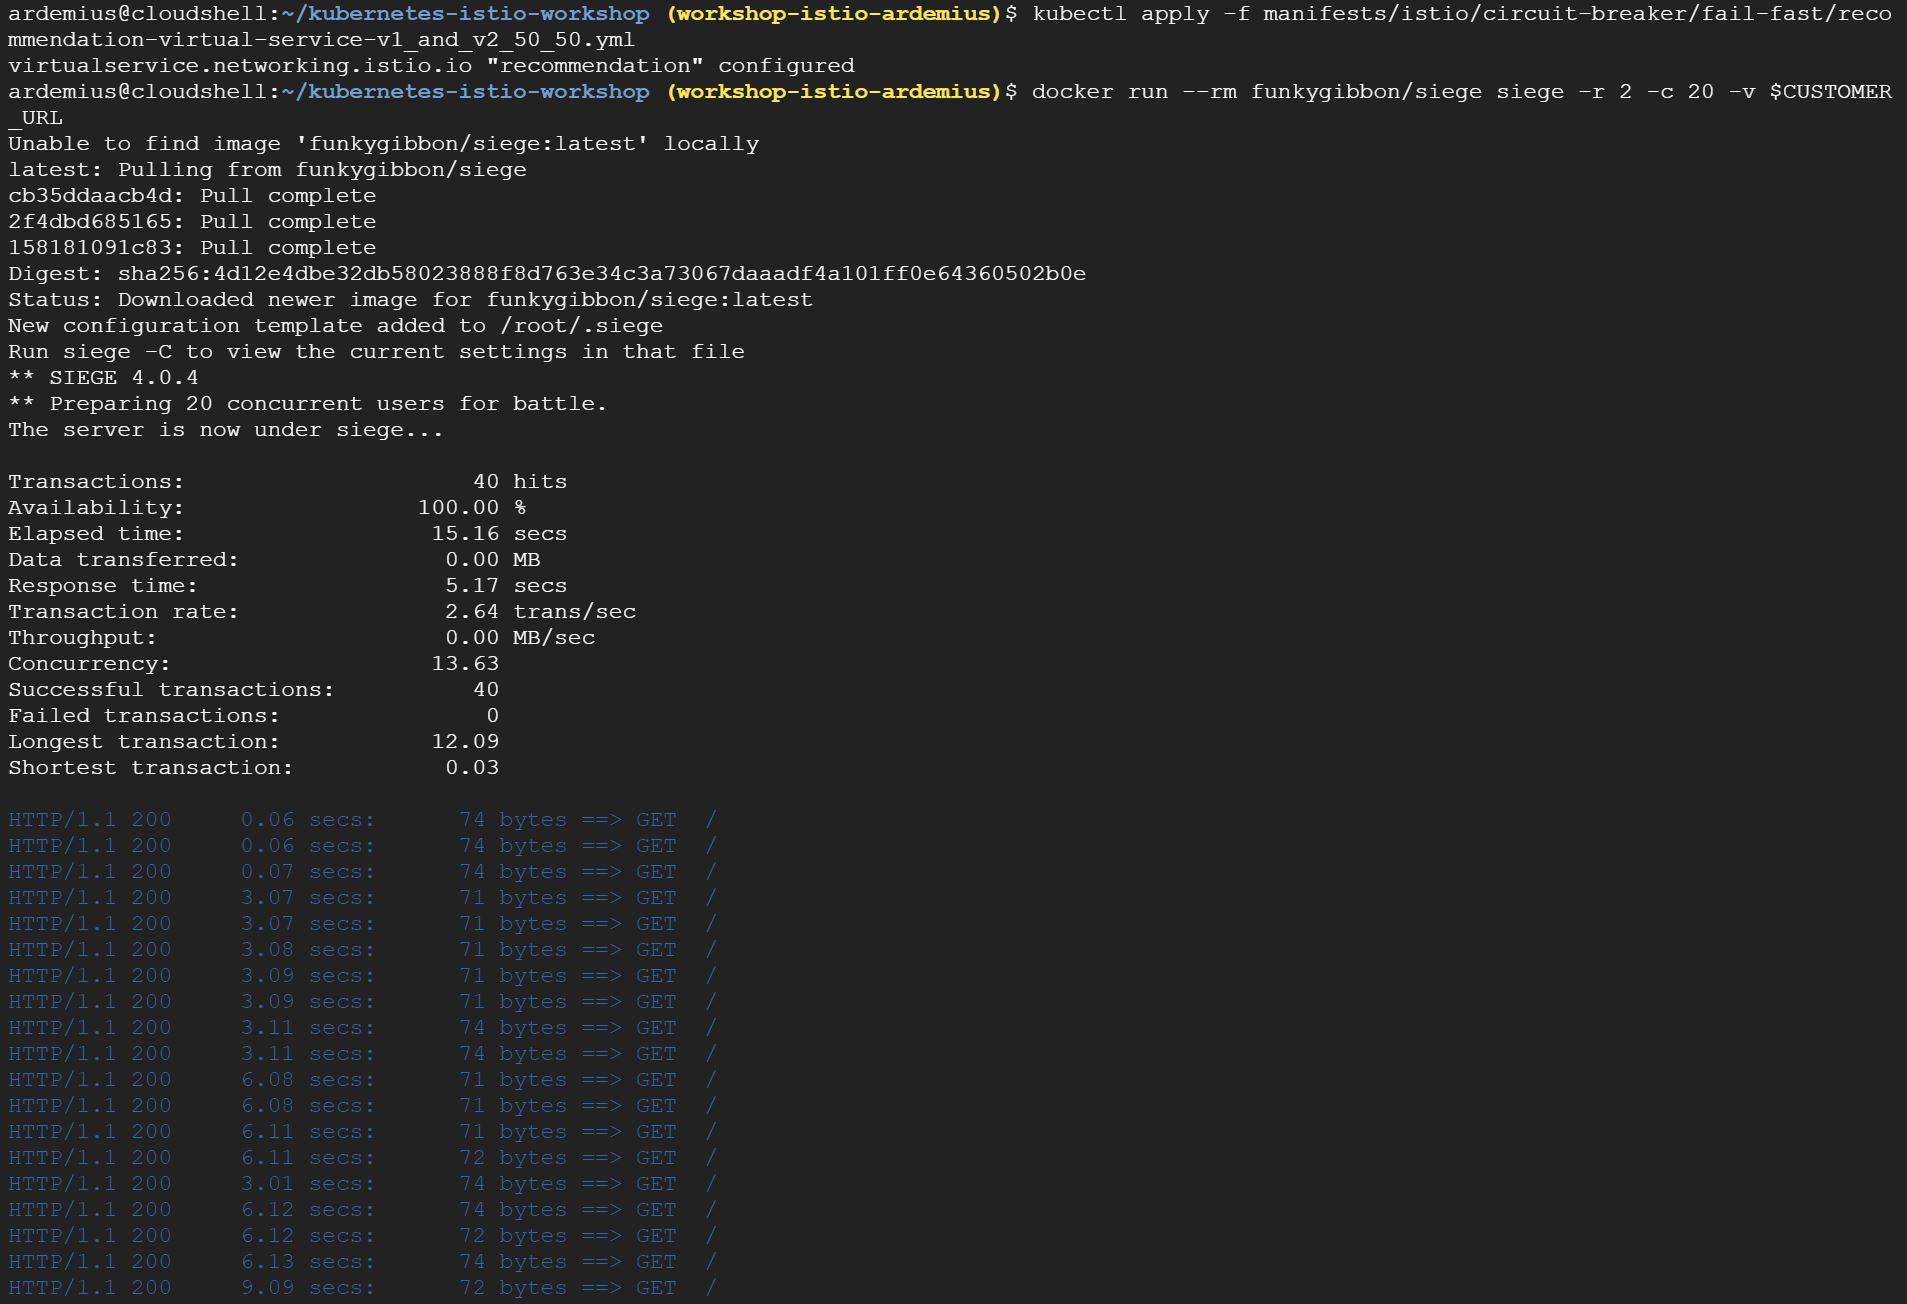 ardemius@cloudshell:~/kubernetes-istio-workshop (workshop-istio-ardemius)$ kubectl apply -f manifests/istio/circuit-breaker/fail-fast/reco
mmendation-virtual-service-v1_and_v2_50_50.yml
virtualservice.networking.istio.io "recommendation" configured
ardemius@cloudshell:~/kubernetes-istio-workshop (workshop-istio-ardemius)$ docker run --rm funkygibbon/siege siege -r 2 -c 20 -v $CUSTOMER
_URL
Unable to find image 'funkygibbon/siege:latest' locally
latest: Pulling from funkygibbon/siege
cb35ddaacb4d: Pull complete
2f4dbd685165: Pull complete
158181091c83: Pull complete
Digest: sha256:4d12e4dbe32db58023888f8d763e34c3a73067daaadf4a101ff0e64360502b0e
Status: Downloaded newer image for funkygibbon/siege:latest
New configuration template added to /root/.siege
Run siege -C to view the current settings in that file
** SIEGE 4.0.4
** Preparing 20 concurrent users for battle.
The server is now under siege...
Transactions: 40 hits
Availability: 100.00 %
Elapsed time: 15.16 secs
Data transferred: 0.00 MB
Response time: 5.17 secs
Transaction rate: 2.64 trans/sec
Throughput: 0.00 MB/sec
Concurrency: 13.63
Successful transactions: 40
Failed transactions: 0
Longest transaction: 12.09
Shortest transaction: 0.03
HTTP/1.1 200 0.06 secs: 74 bytes ==> GET /
HTTP/1.1 200 0.06 secs: 74 bytes ==> GET /
HTTP/1.1 200 0.07 secs: 74 bytes ==> GET /
HTTP/1.1 200 3.07 secs: 71 bytes ==> GET /
HTTP/1.1 200 3.07 secs: 71 bytes ==> GET /
HTTP/1.1 200 3.08 secs: 71 bytes ==> GET /
HTTP/1.1 200 3.09 secs: 71 bytes ==> GET /
HTTP/1.1 200 3.09 secs: 71 bytes ==> GET /
HTTP/1.1 200 3.11 secs: 74 bytes ==> GET /
HTTP/1.1 200 3.11 secs: 74 bytes ==> GET /
HTTP/1.1 200 6.08 secs: 71 bytes ==> GET /
HTTP/1.1 200 6.08 secs: 71 bytes ==> GET /
HTTP/1.1 200 6.11 secs: 71 bytes ==> GET /
HTTP/1.1 200 6.11 secs: 72 bytes ==> GET /
HTTP/1.1 200 3.01 secs: 74 bytes ==> GET /
HTTP/1.1 200 6.12 secs: 74 bytes ==> GET /
HTTP/1.1 200 6.12 secs: 72 bytes ==> GET /
HTTP/1.1 200 6.13 secs: 74 bytes ==> GET /
HTTP/1.1 200 9.09 secs: 72 bytes ==> GET /